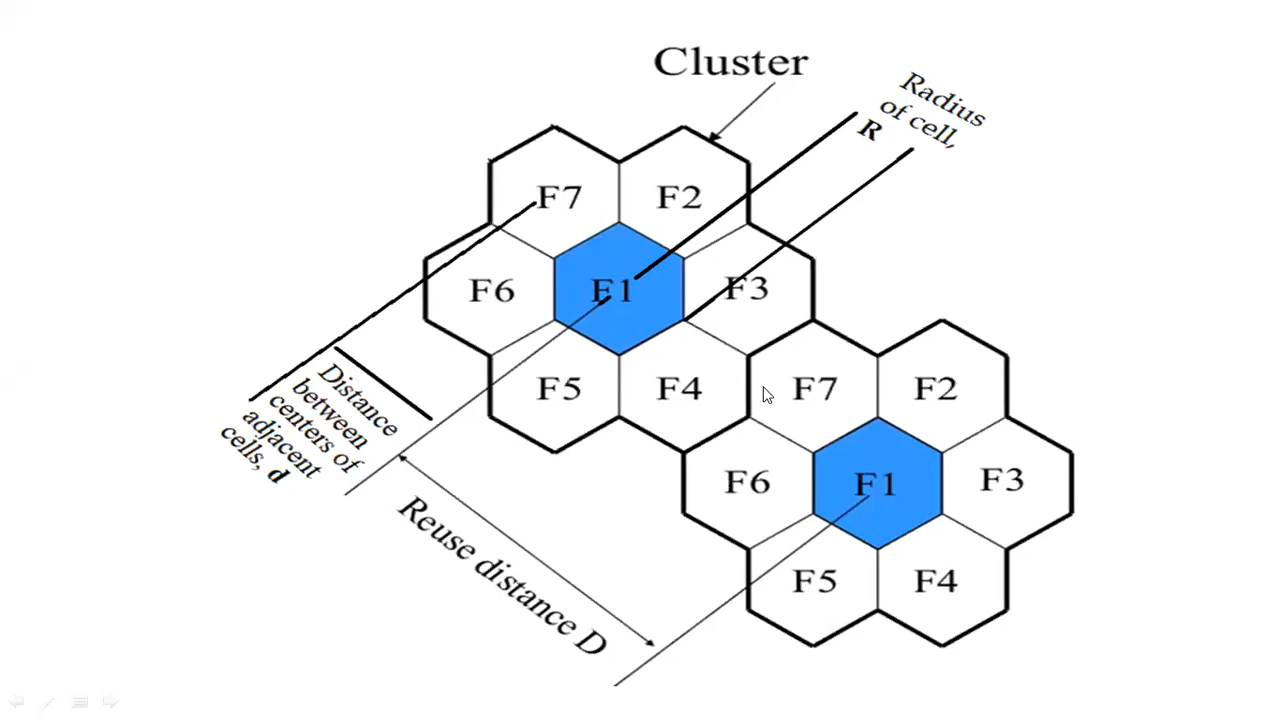 Cluster
Radius
of cell,
R
F7 F2
F6 F1 F3
F5 F4
F7 F2
F6 F1 F3
F5 F4
Distance
between
centers of
adjacent
cells, d
Reuse distance D